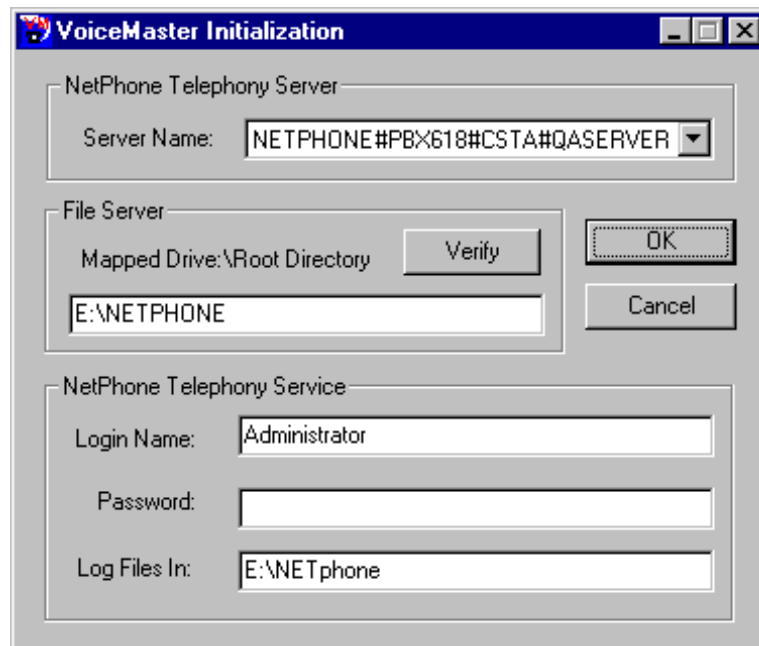 VoiceMaster Initialization
NetPhone Telephony Server
Server Name: NETPHONE#PBX618#CSTA#QASERVER
File Server
Mapped Drive:\Root Directory
Verify
E:\NETPHONE
OK
Cancel
NetPhone Telephony Service
Login Name: Administrator
Password:
Log Files In: E:\NETphone